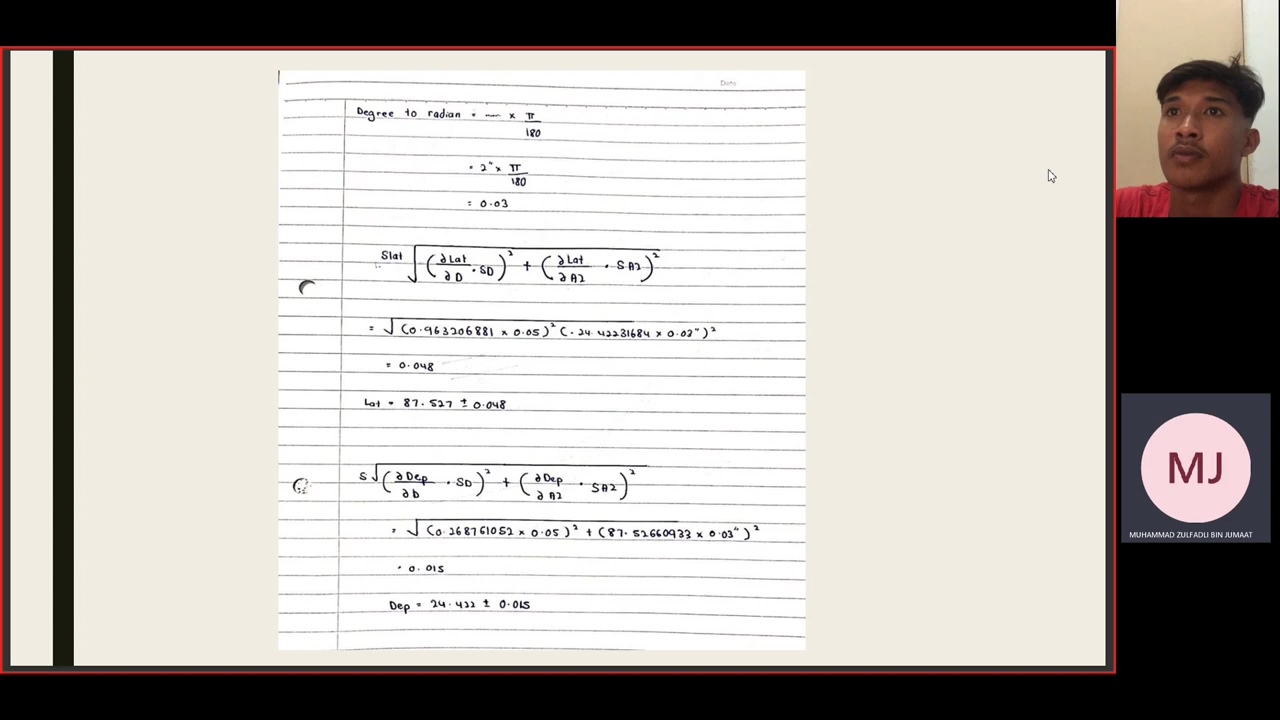 Date
Degree to radian = — × π/180
= 2" × π/180
= 0.03
Slat √(∂Lat/∂D · SD)² + (∂Lat/∂Az · SAz)²
= √(0.963206881 × 0.05)² (-24.42231684 × 0.03")²
= 0.048
Lat = 87.527 ± 0.048
S√(∂Dep/∂D · SD)² + (∂Dep/∂Az · SAz)²
= √(0.268761052 × 0.05)² + (87.52660933 × 0.03")²
= 0.015
Dep = 24.422 ± 0.015
MJ
MUHAMMAD ZULFADLI BIN JUMAAT